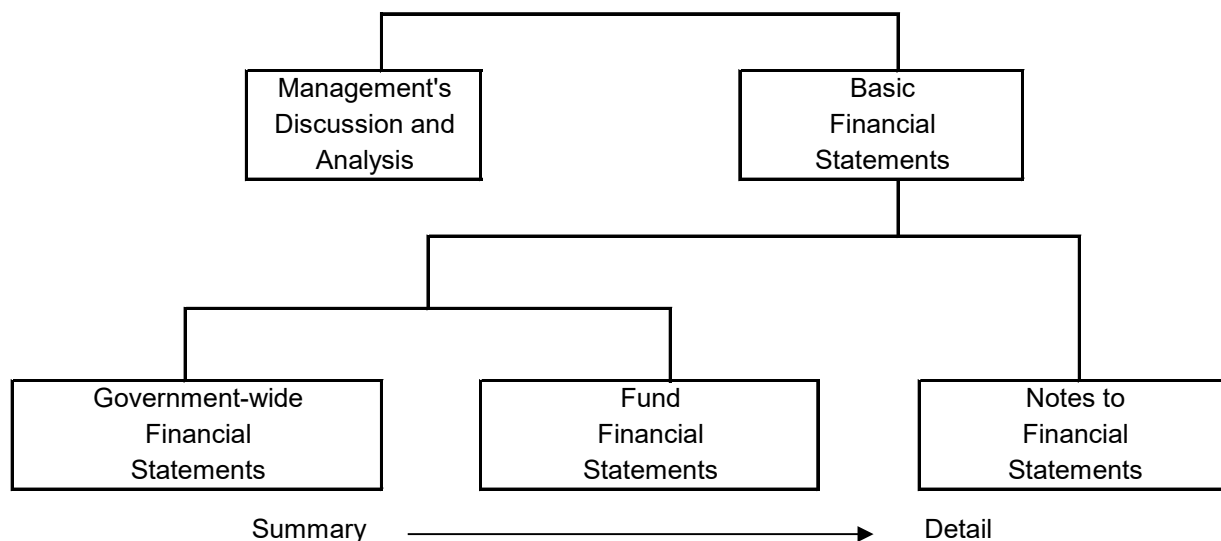 Management's
Discussion and
Analysis
Basic
Financial
Statements
Government-wide
Financial
Statements
Fund
Financial
Statements
Notes to
Financial
Statements
Summary
Detail